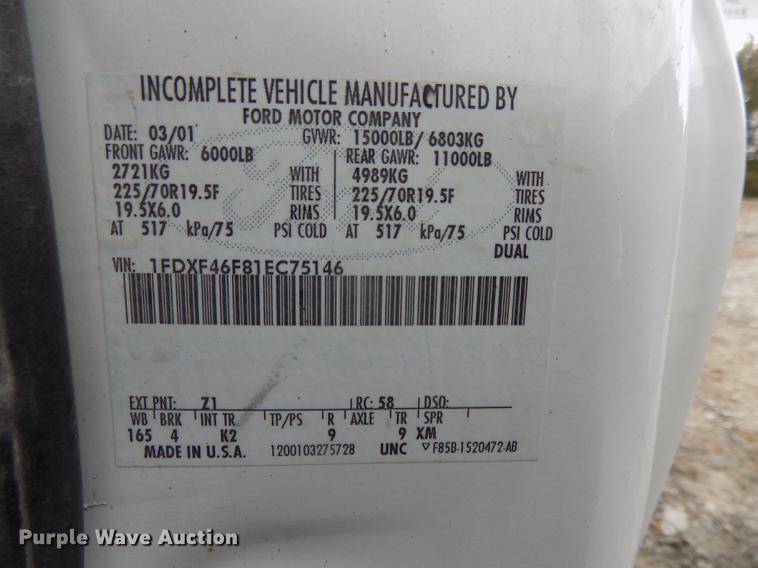 INCOMPLETE VEHICLE MANUFACTURED BY
FORD MOTOR COMPANY
DATE: 03/01 GVWR: 15000LB/ 6803KG
FRONT GAWR: 6000LB REAR GAWR: 11000LB
2721KG WITH 4989KG WITH
225/70R19.5F TIRES 225/70R19.5F TIRES
19.5X6.0 RIMS 19.5X6.0 RIMS
AT 517 kPa/75 PSI COLD AT 517 kPa/75 PSI COLD
DUAL
VIN: 1FDXF46F81EC75146
EXT PNT: Z1 RC: 58 DSO:
WB BRK INT TR TP/PS R AXLE TR SPR
165 4 K2 9 9 XM
MADE IN U.S.A. 1200103275728 UNC ▽ F85B-1520472-AB
Purple Wave Auction